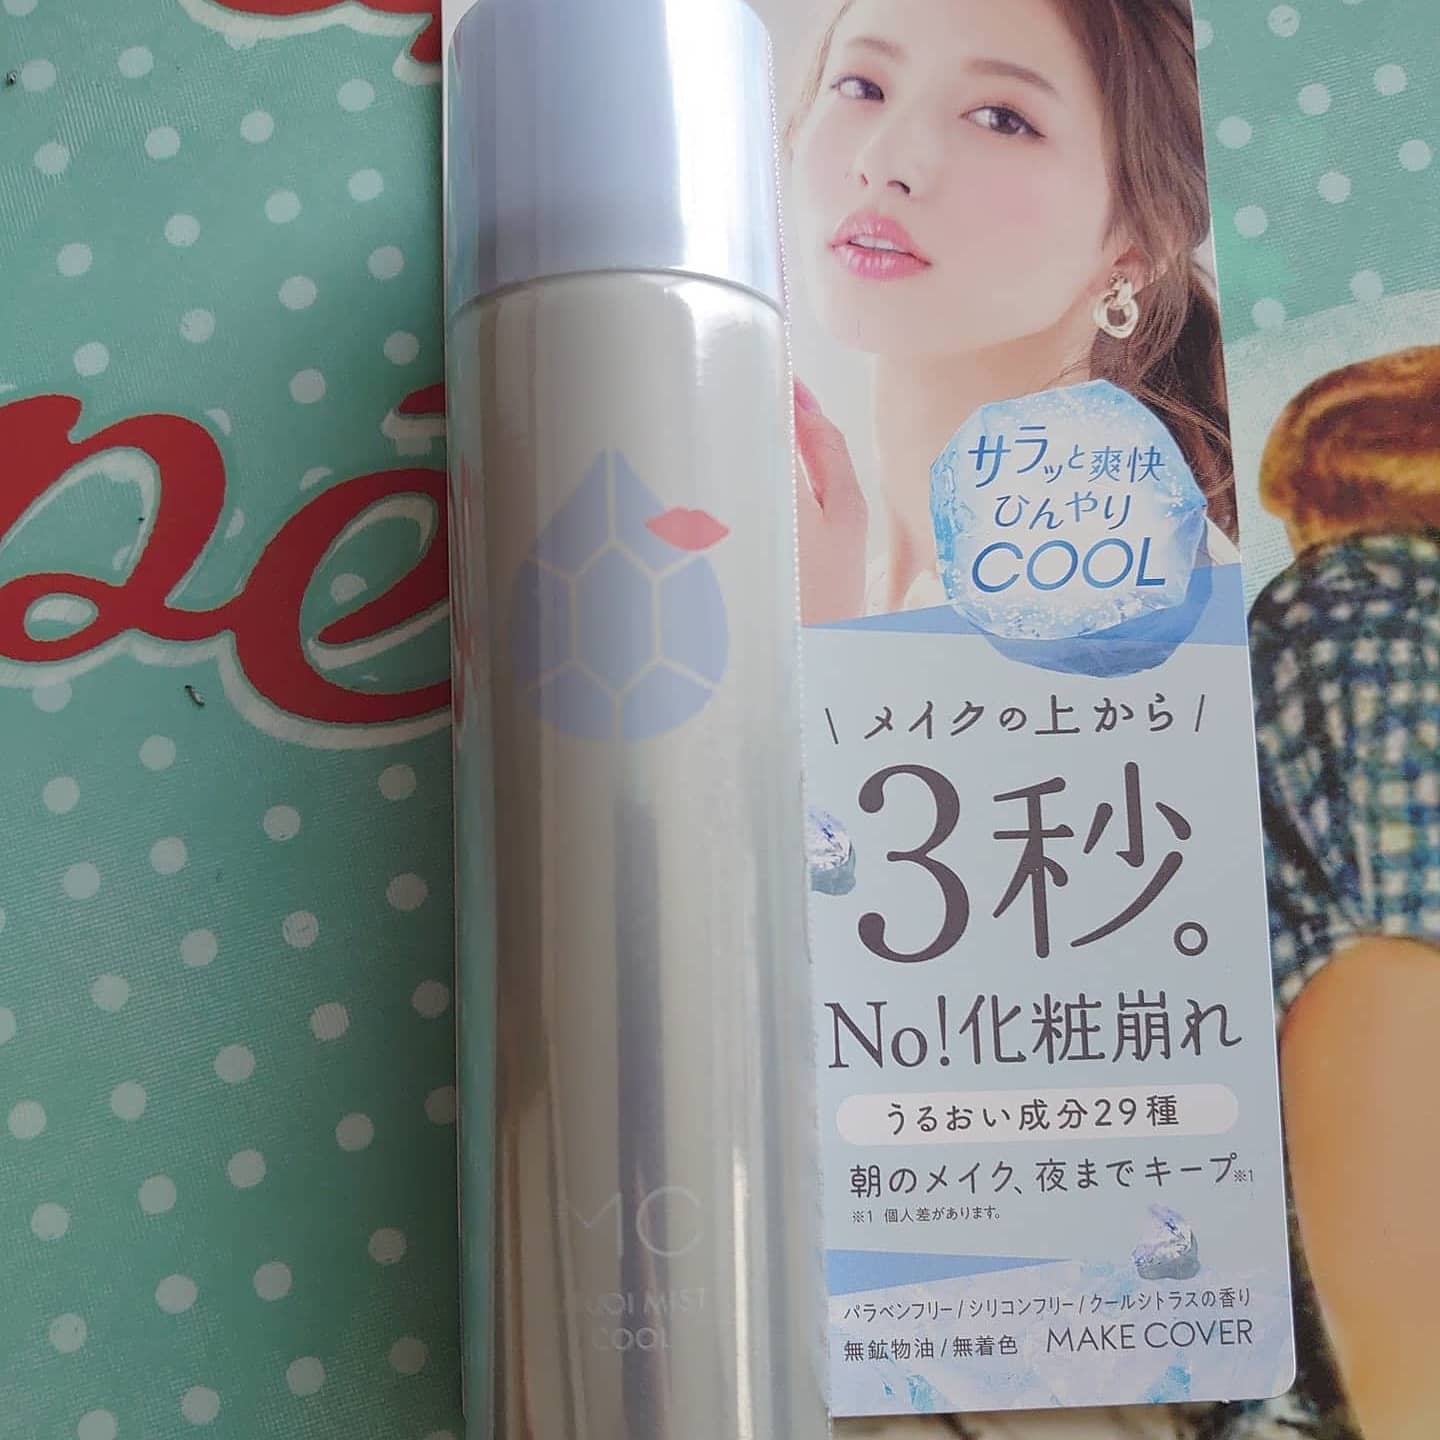 サラッと爽快
ひんやり
COOL
\ メイクの上から /
3秒。
No!化粧崩れ
うるおい成分29種
朝のメイク、夜までキープ※1
※1 個人差があります。
パラベンフリー/シリコンフリー/クールシトラスの香り
無鉱物油/無着色 MAKE COVER
MC
MIST
COOL